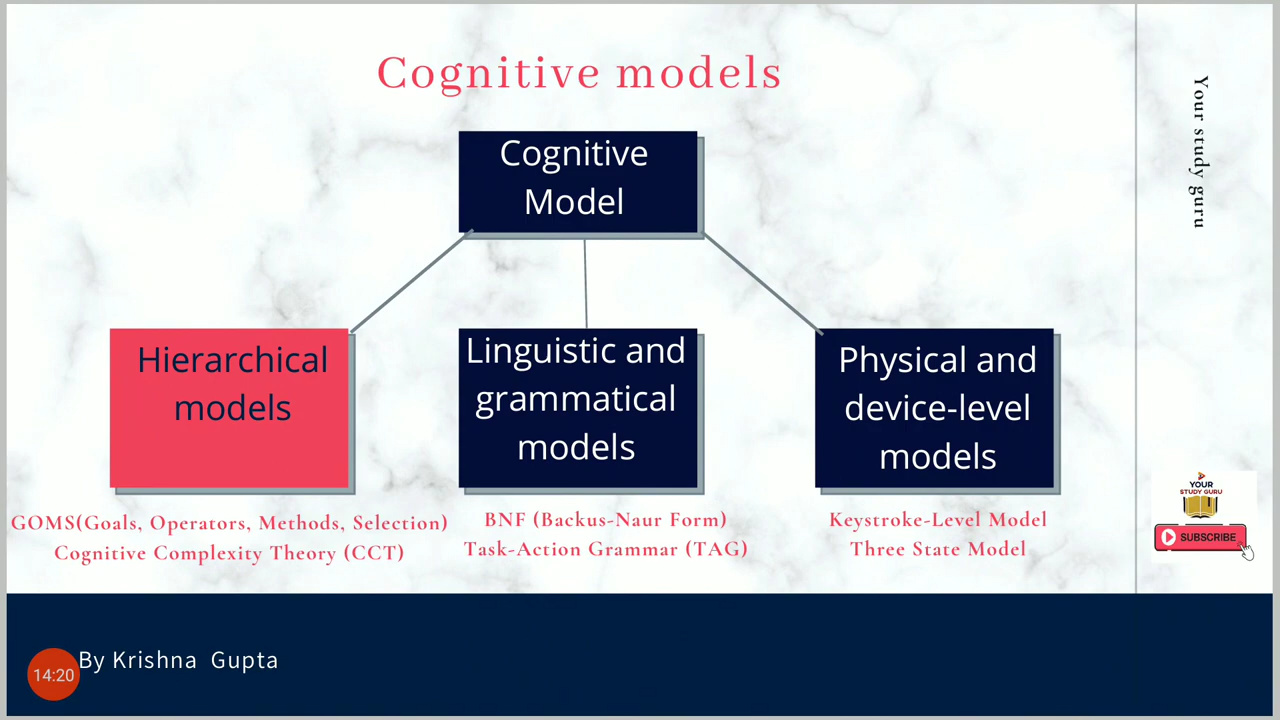 Cognitive models
Cognitive
Model
Hierarchical
models
Linguistic and
grammatical
models
Physical and
device-level
models
GOMS(Goals, Operators, Methods, Selection)
Cognitive Complexity Theory (CCT)
BNF (Backus-Naur Form)
Task-Action Grammar (TAG)
Keystroke-Level Model
Three State Model
Your study guru
YOUR
STUDY GURU
SUBSCRIBE
14:20
By Krishna Gupta